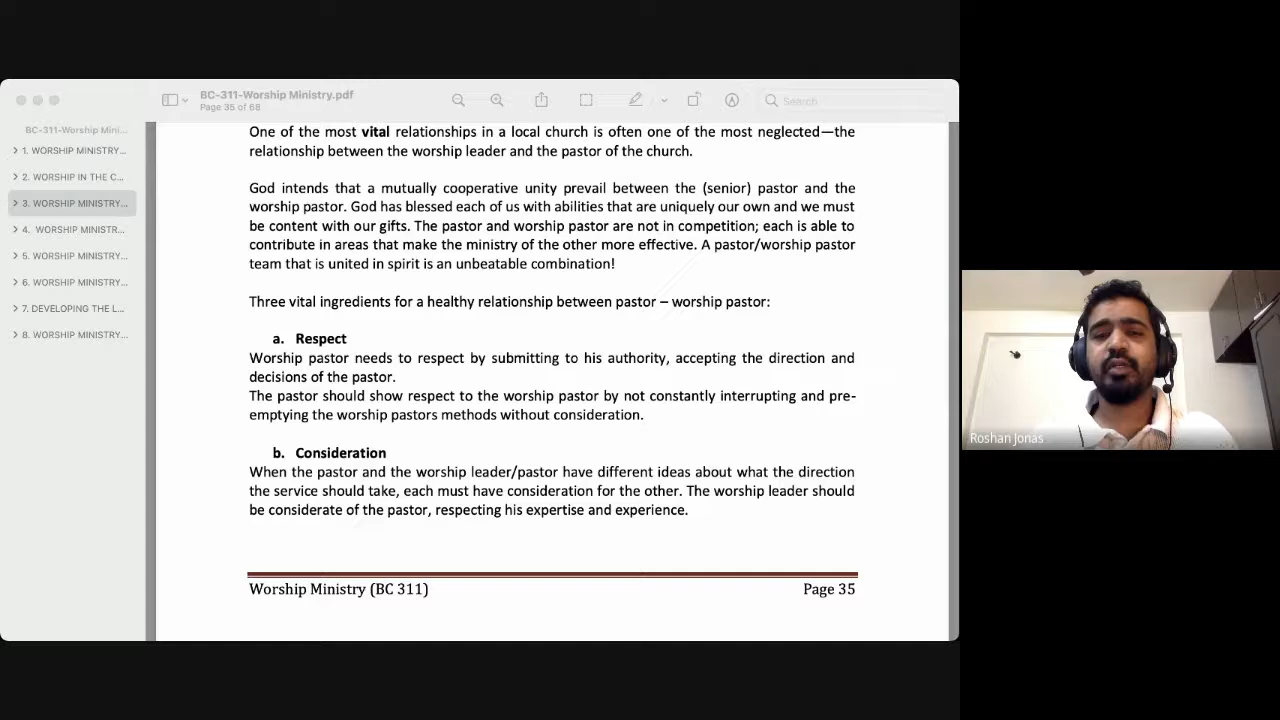 BC-311-Worship Ministry.pdf
Page 35 of 68
Search
BC-311-Worship Mini...
1. WORSHIP MINISTRY...
2. WORSHIP IN THE C...
3. WORSHIP MINISTRY...
4. WORSHIP MINISTR...
5. WORSHIP MINISTRY...
6. WORSHIP MINISTRY...
7. DEVELOPING THE L...
8. WORSHIP MINISTRY...
One of the most vital relationships in a local church is often one of the most neglected—the
relationship between the worship leader and the pastor of the church.
God intends that a mutually cooperative unity prevail between the (senior) pastor and the
worship pastor. God has blessed each of us with abilities that are uniquely our own and we must
be content with our gifts. The pastor and worship pastor are not in competition; each is able to
contribute in areas that make the ministry of the other more effective. A pastor/worship pastor
team that is united in spirit is an unbeatable combination!
Three vital ingredients for a healthy relationship between pastor – worship pastor:
a. Respect
Worship pastor needs to respect by submitting to his authority, accepting the direction and
decisions of the pastor.
The pastor should show respect to the worship pastor by not constantly interrupting and pre-
emptying the worship pastors methods without consideration.
b. Consideration
When the pastor and the worship leader/pastor have different ideas about what the direction
the service should take, each must have consideration for the other. The worship leader should
be considerate of the pastor, respecting his expertise and experience.
Worship Ministry (BC 311)
Page 35
Roshan Jonas